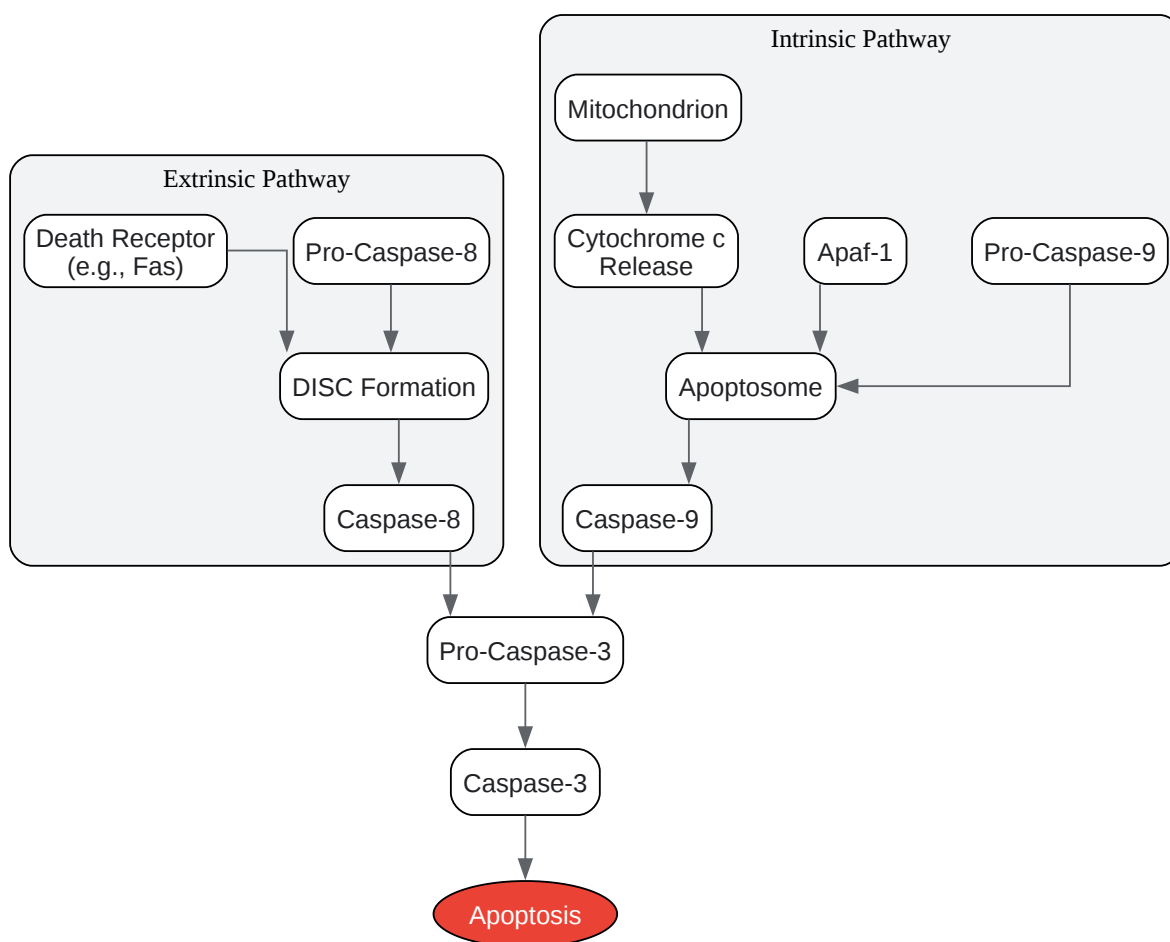 Intrinsic Pathway
Mitochondrion
Extrinsic Pathway
Death Receptor
(e.g., Fas)
Pro-Caspase-8
Cytochrome c
Release
Apaf-1
Pro-Caspase-9
DISC Formation
Apoptosome
Caspase-8
Caspase-9
Pro-Caspase-3
Caspase-3
Apoptosis